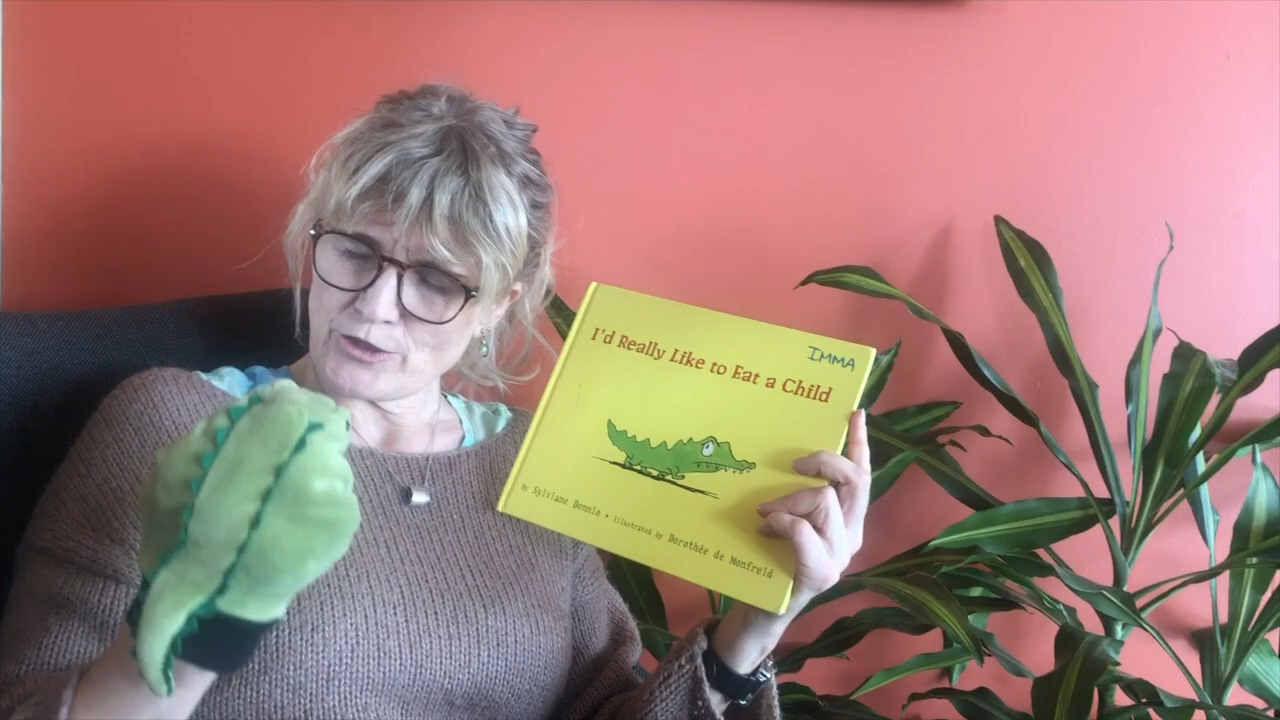 IMMA
I'd Really Like to Eat a Child
By Sylviane Donnio • Illustrated by Dorothée de Monfreid